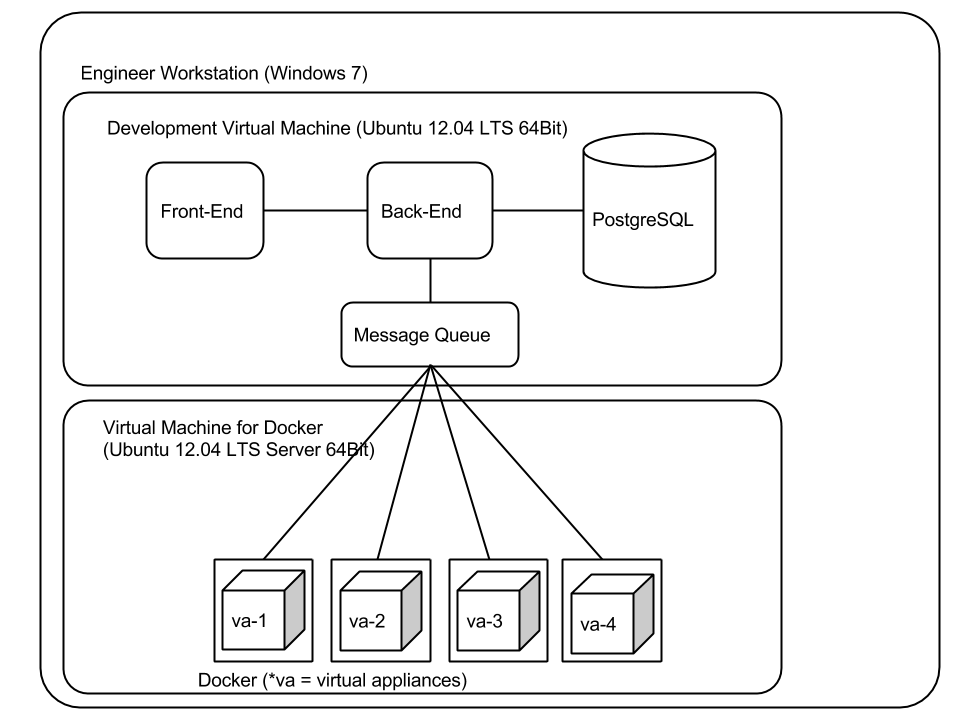 Engineer Workstation (Windows 7)
Development Virtual Machine (Ubuntu 12.04 LTS 64Bit)
Front-End
Back-End
PostgreSQL
Message Queue
Virtual Machine for Docker
(Ubuntu 12.04 LTS Server 64Bit)
va-1
va-2
va-3
va-4
Docker (*va = virtual appliances)